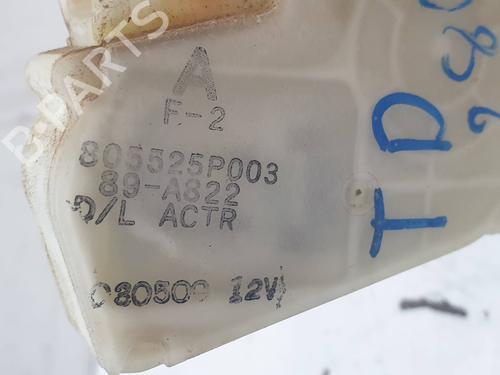 A
F-2
805525P003
89-A822
D/L ACTR
C80509 12V
TD
B-PARTS